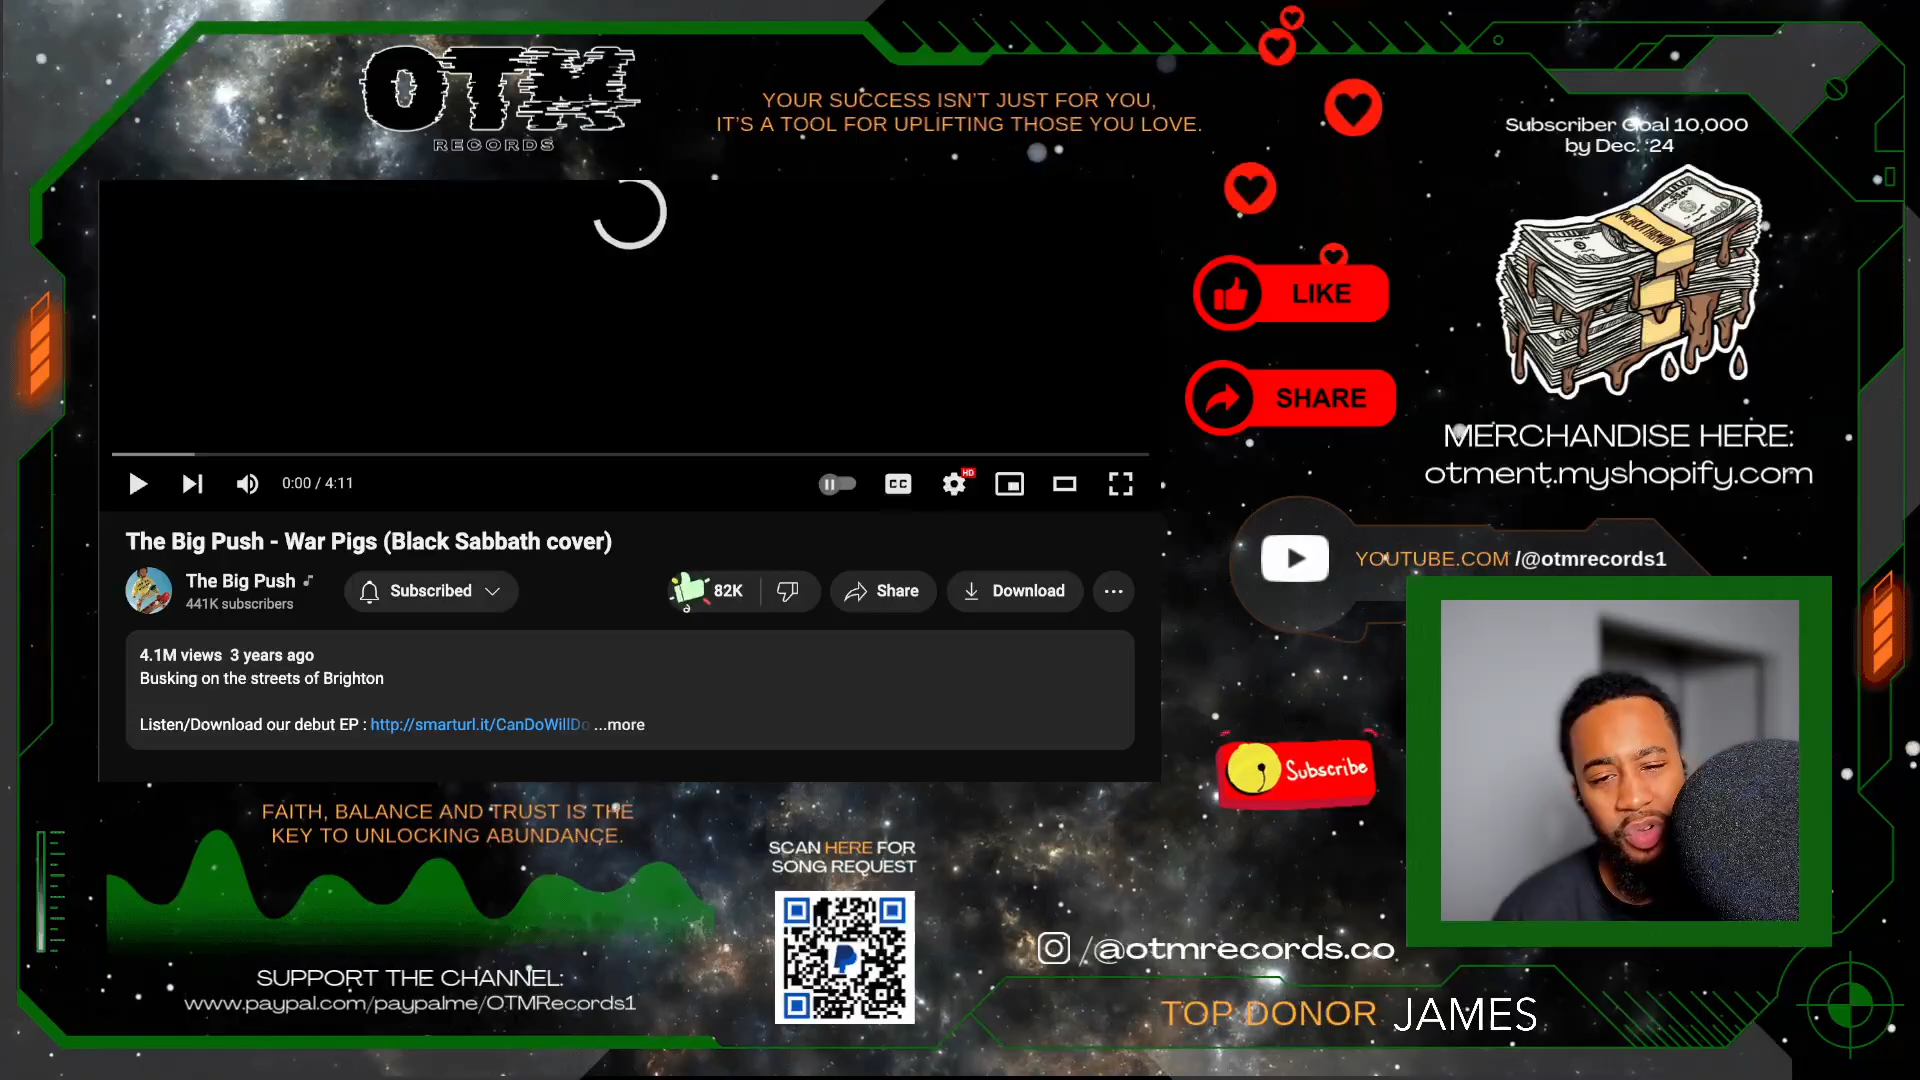 OTM
RECORDS
YOUR SUCCESS ISN'T JUST FOR YOU,
IT'S A TOOL FOR UPLIFTING THOSE YOU LOVE.
Subscriber Goal 10,000
by Dec. '24
LIKE
SHARE
MERCHANDISE HERE:
otment.myshopify.com
0:00 / 4:11
CC
HD
The Big Push - War Pigs (Black Sabbath cover)
The Big Push
441K subscribers
Subscribed
82K
Share
Download
4.1M views 3 years ago
Busking on the streets of Brighton
Listen/Download our debut EP : http://smarturl.it/CanDoWillDo ...more
YOUTUBE.COM /@otmrecords1
Subscribe
FAITH, BALANCE AND TRUST IS THE
KEY TO UNLOCKING ABUNDANCE.
SCAN HERE FOR
SONG REQUEST
SUPPORT THE CHANNEL:
www.paypal.com/paypalme/OTMRecords1
/@otmrecords.co
TOP DONOR JAMES